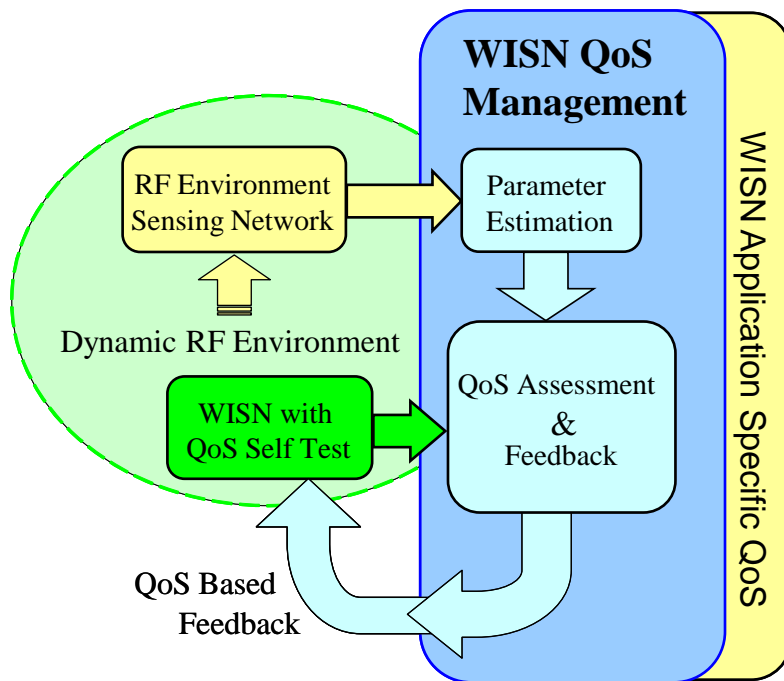 WISN QoS
Management
RF Environment
Sensing Network
Parameter
Estimation
Dynamic RF Environment
WISN with
QoS Self Test
QoS Assessment
&
Feedback
QoS Based
Feedback
WISN Application Specific QoS